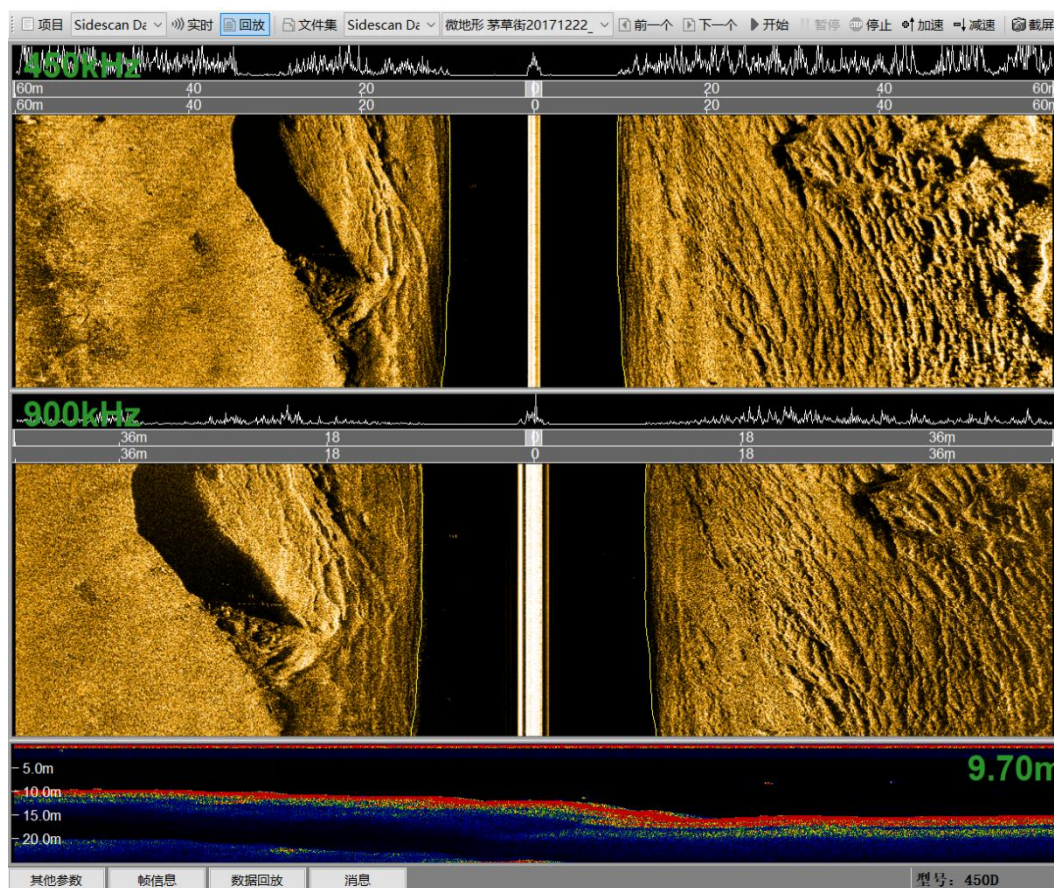 项目 Sidescan Da 实时 回放 文件集 Sidescan Da 微地形 茅草街20171222_ 前一个 下一个 开始 暂停 停止 加速 减速 截屏
450kHz
60m 40 20 0 20 40 60m
60m 40 20 0 20 40 60m
900kHz
36m 18 0 18 36m
36m 18 0 18 36m
9.70m
5.0m
10.0m
15.0m
20.0m
其他参数 帧信息 数据回放 消息 型号: 450D